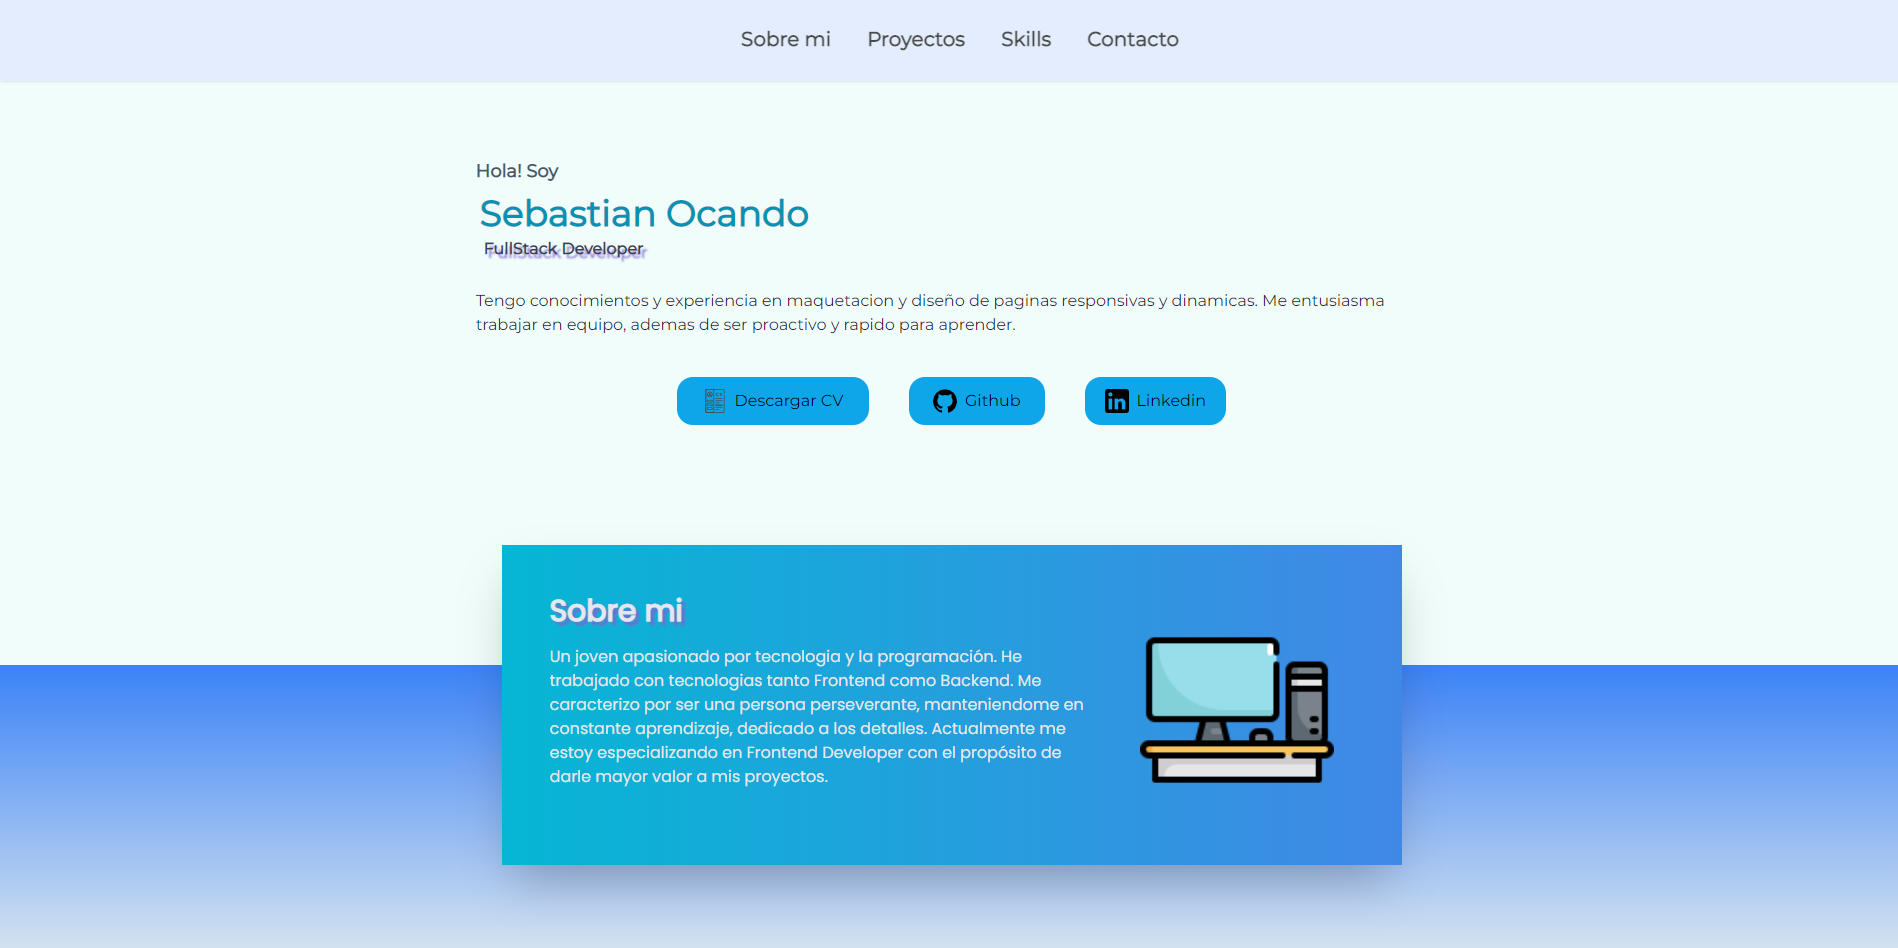 Sobre mi Proyectos Skills Contacto
Hola! Soy
Sebastian Ocando
FullStack Developer
Tengo conocimientos y experiencia en maquetacion y diseño de paginas responsivas y dinamicas. Me entusiasma
trabajar en equipo, ademas de ser proactivo y rapido para aprender.
Descargar CV Github Linkedin
Sobre mi
Un joven apasionado por tecnologia y la programación. He
trabajado con tecnologias tanto Frontend como Backend. Me
caracterizo por ser una persona perseverante, manteniendome en
constante aprendizaje, dedicado a los detalles. Actualmente me
estoy especializando en Frontend Developer con el propósito de
darle mayor valor a mis proyectos.